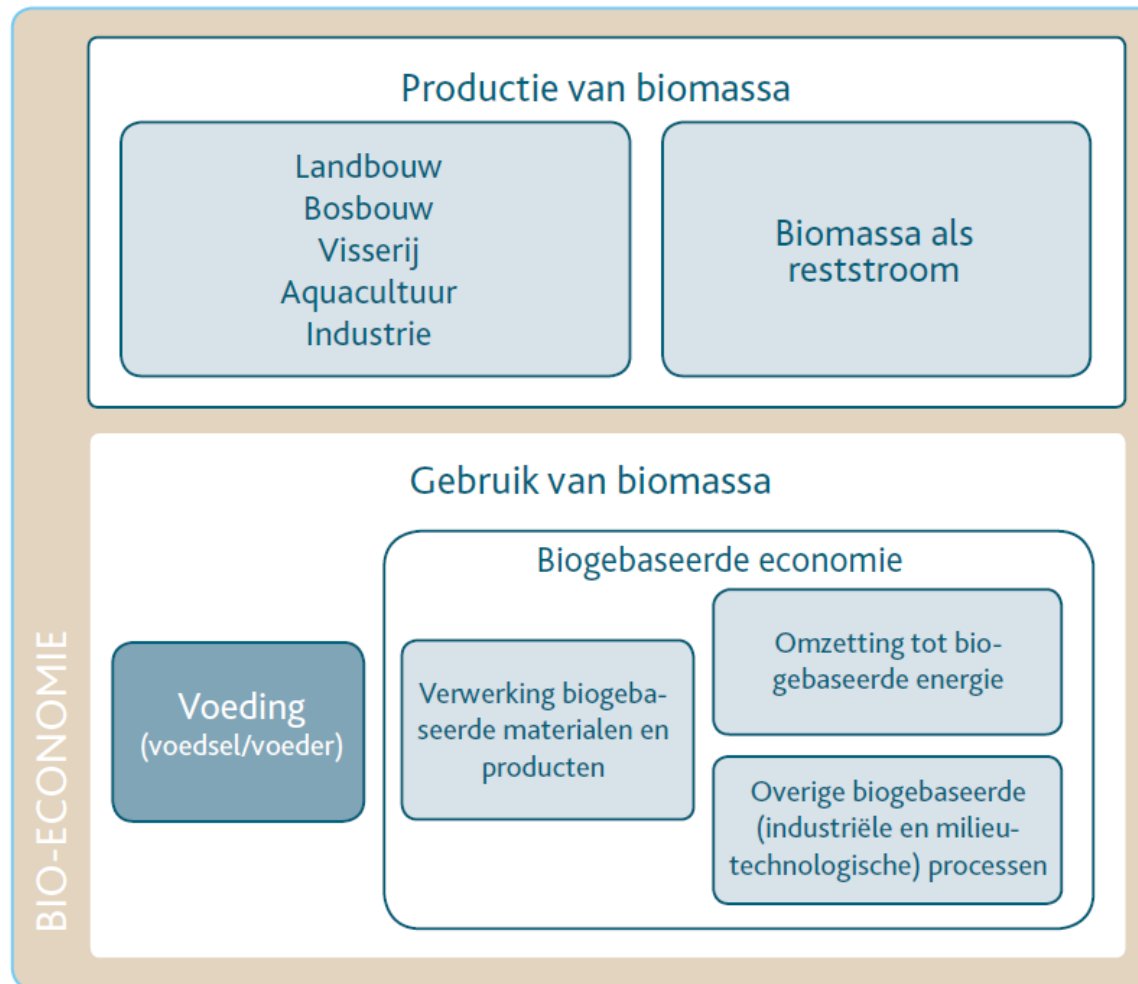 Productie van biomassa
Landbouw
Bosbouw
Visserij
Aquacultuur
Industrie
Biomassa als
reststroom
Gebruik van biomassa
Biogebaseerde economie
Voeding
(voedsel/voeder)
Verwerking biogeba-
seerde materialen en
producten
Omzetting tot bio-
gebaseerde energie
Overige biogebaseerde
(industriële en milieu-
technologische) processen
BIO-ECONOMIE